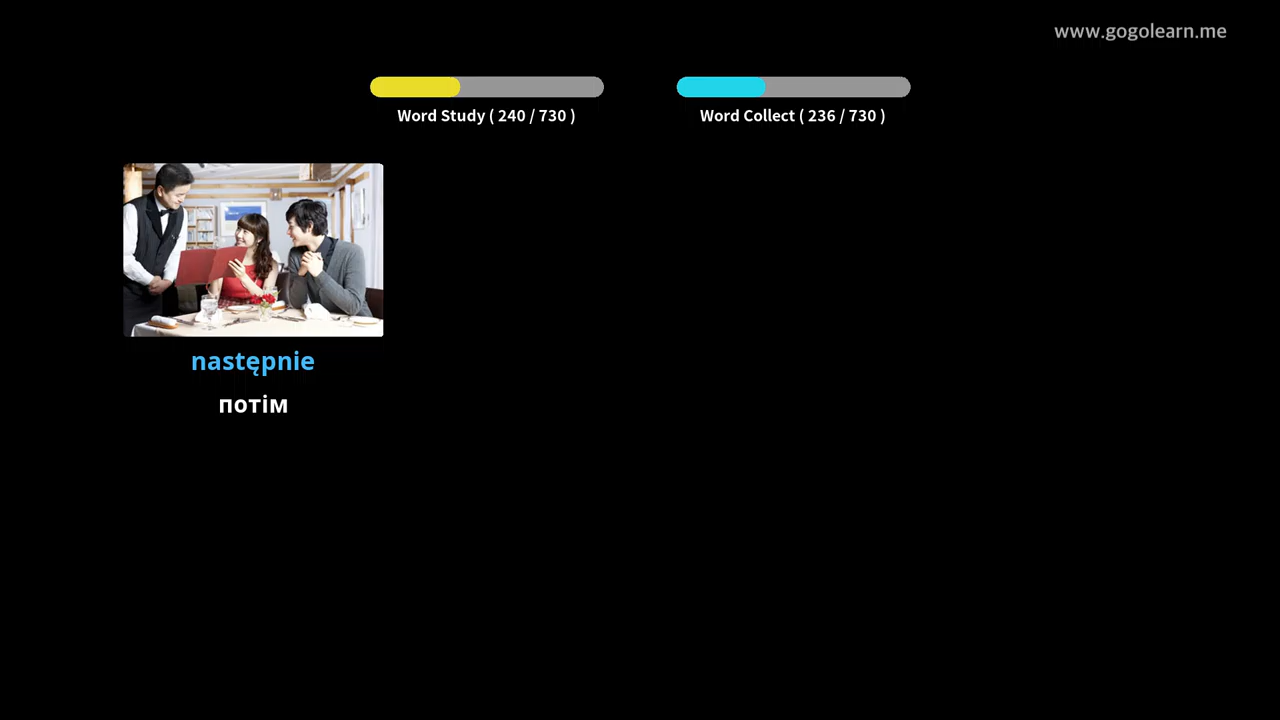 www.gogolearn.me
Word Study ( 240 / 730 )
Word Collect ( 236 / 730 )
następnie
потім